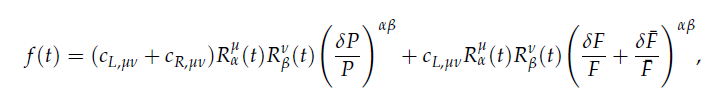 f(t) = (c_{L,μν} + c_{R,μν})R^μ_α(t)R^ν_β(t)(δP/P)^{αβ} + c_{L,μν}R^μ_α(t)R^ν_β(t)(δF/F + δF̄/F̄)^{αβ},